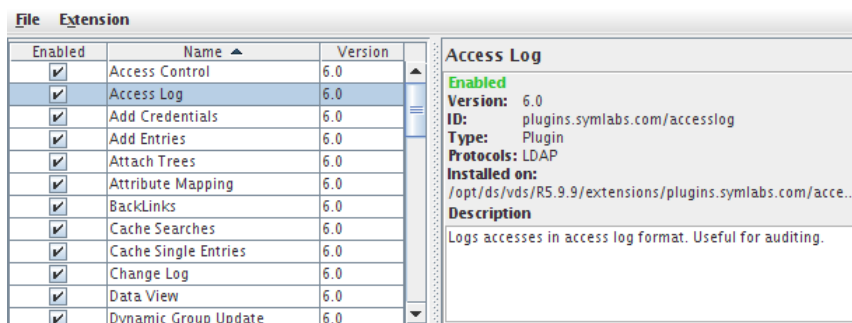 File Extension
Enabled Name Version
Access Control 6.0
Access Log 6.0
Add Credentials 6.0
Add Entries 6.0
Attach Trees 6.0
Attribute Mapping 6.0
BackLinks 6.0
Cache Searches 6.0
Cache Single Entries 6.0
Change Log 6.0
Data View 6.0
Dynamic Group Update 6.0
Access Log
Enabled
Version: 6.0
ID: plugins.symlabs.com/accesslog
Type: Plugin
Protocols: LDAP
Installed on:
/opt/ds/vds/R5.9.9/extensions/plugins.symlabs.com/acce...
Description
Logs accesses in access log format. Useful for auditing.